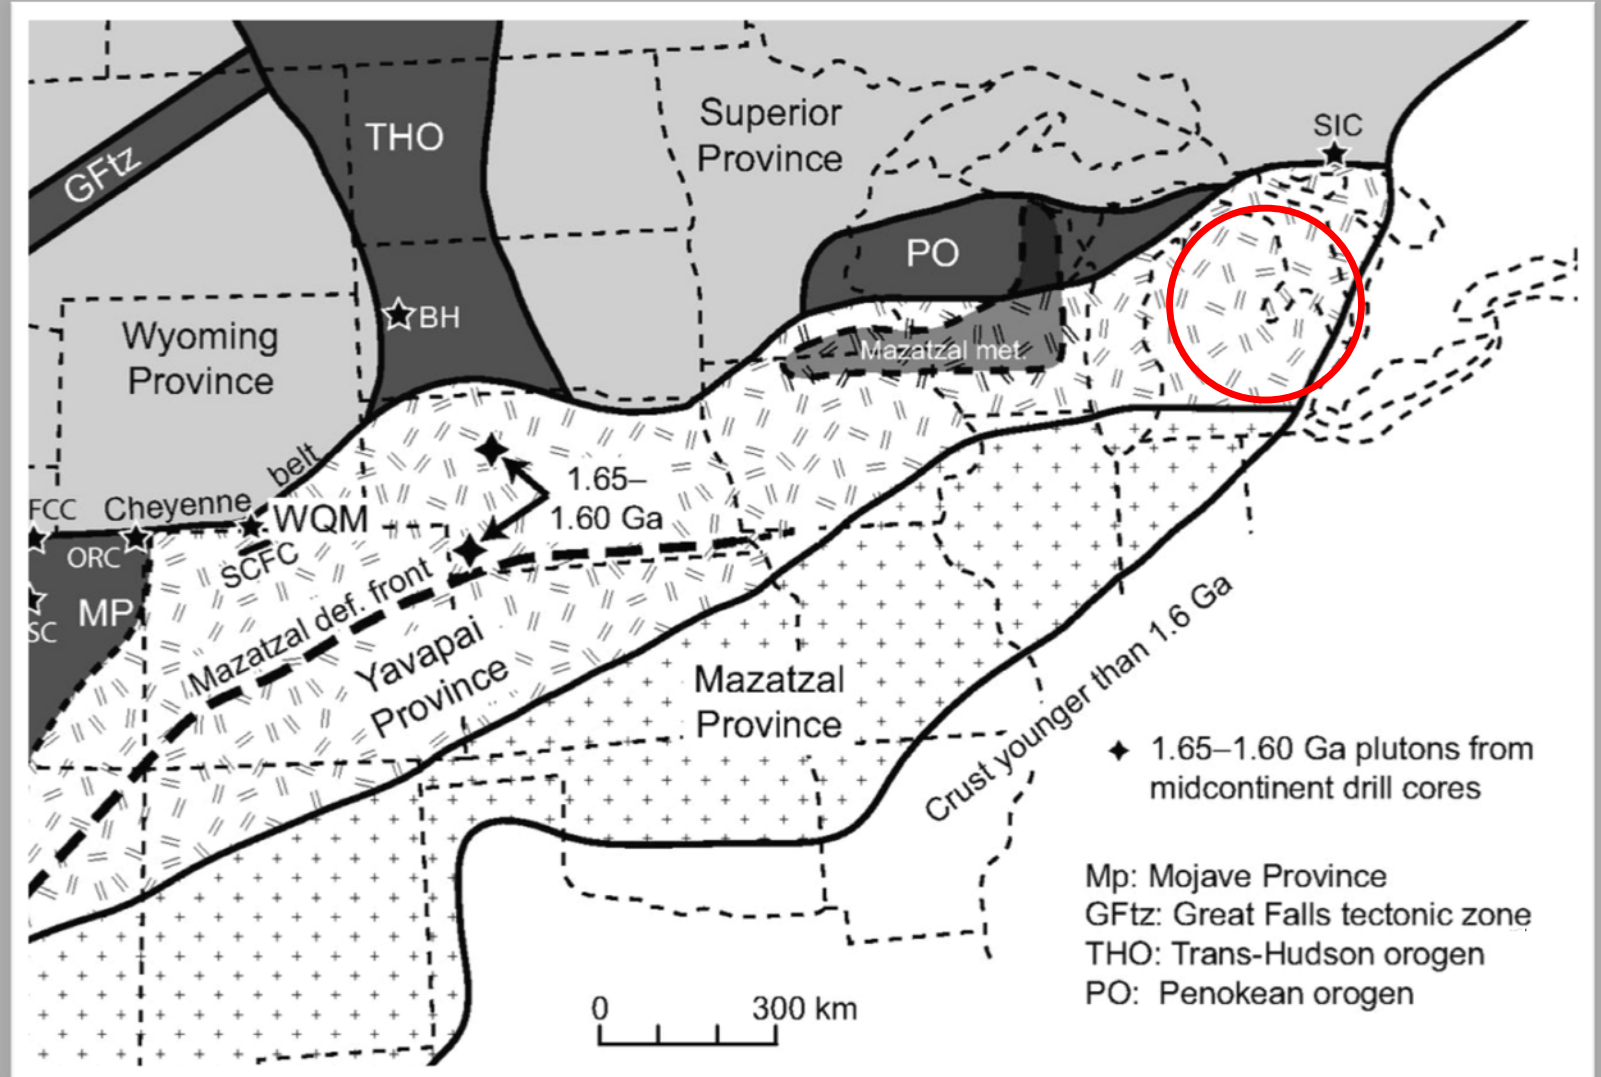 SIC
Superior
Province
THO
GFtz
PO
BH
Mazatzal met.
Wyoming
Province
belt
Cheyenne
FCC
WQM
ORC
SCFC
1.65–
1.60 Ga
MP
SC
Mazatzal def. front
Yavapai
Province
Mazatzal
Province
Crust younger than 1.6 Ga
1.65–1.60 Ga plutons from
midcontinent drill cores
Mp: Mojave Province
GFtz: Great Falls tectonic zone
THO: Trans-Hudson orogen
PO: Penokean orogen
0 300 km